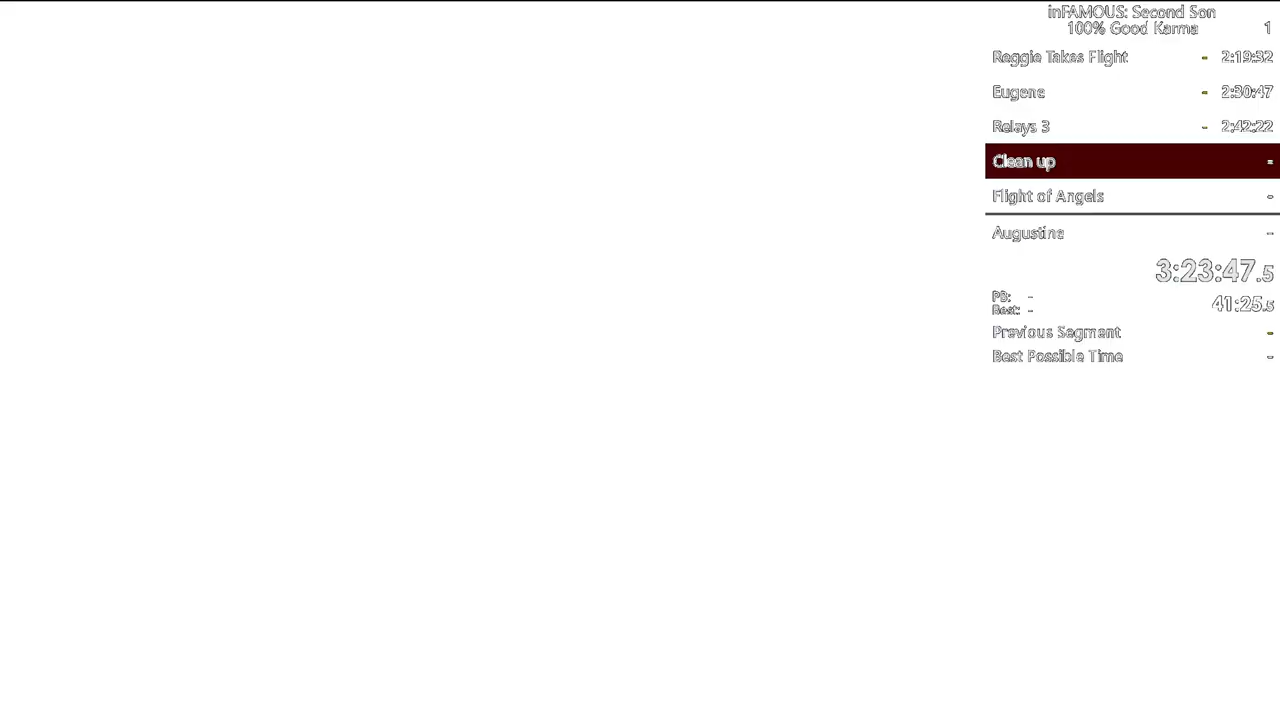 inFAMOUS: Second Son
100% Good Karma 1
Reggie Takes Flight - 2:19:32
Eugene - 2:30:47
Relays 3 - 2:42:22
Clean up -
Flight of Angels -
Augustine -
3:23:47.5
PB: - 41:25.5
Best: -
Previous Segment -
Best Possible Time -